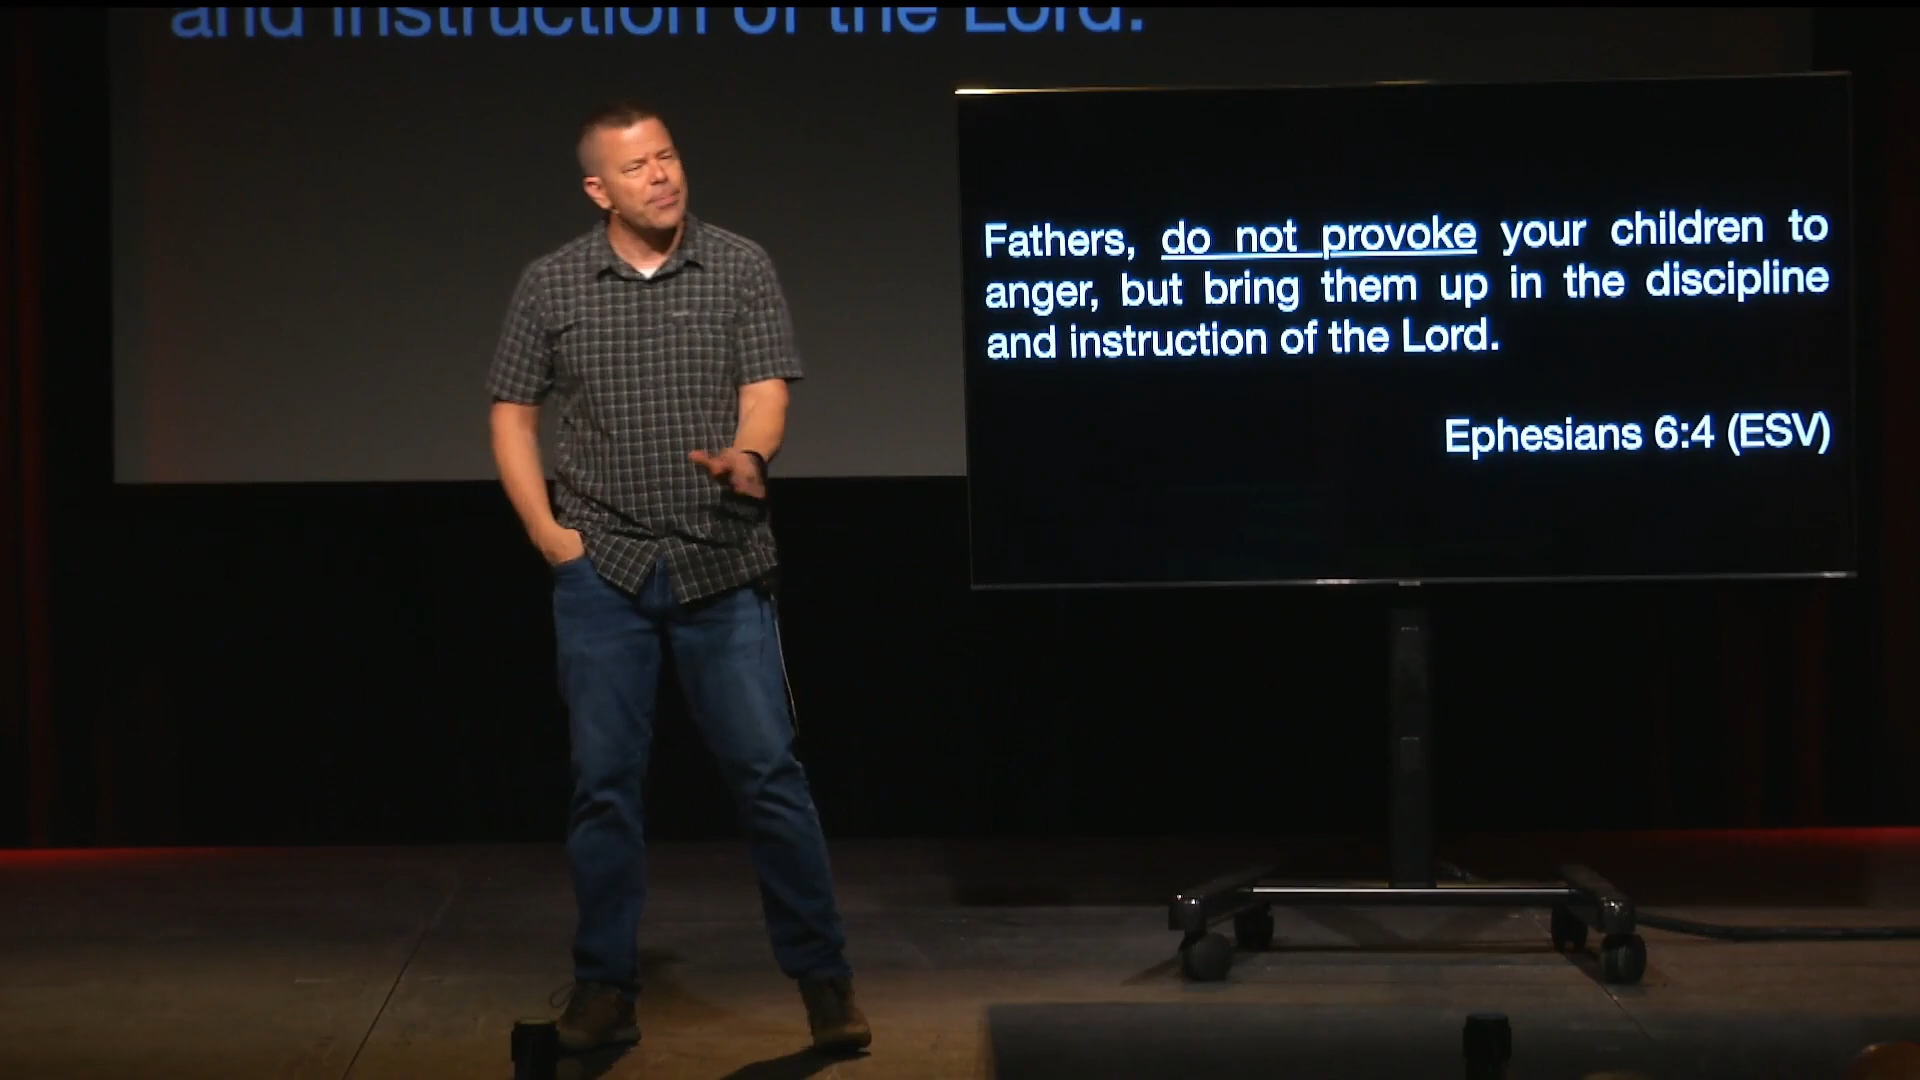 and instruction of the Lord.
Fathers, do not provoke your children to
anger, but bring them up in the discipline
and instruction of the Lord.
Ephesians 6:4 (ESV)